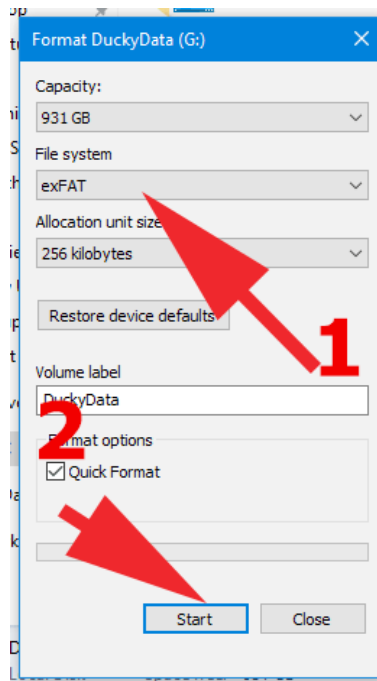 Format DuckyData (G:)
Capacity:
931 GB
File system
exFAT
Allocation unit size
256 kilobytes
Restore device defaults
1
Volume label
DuckyData
2
Format options
Quick Format
Start
Close